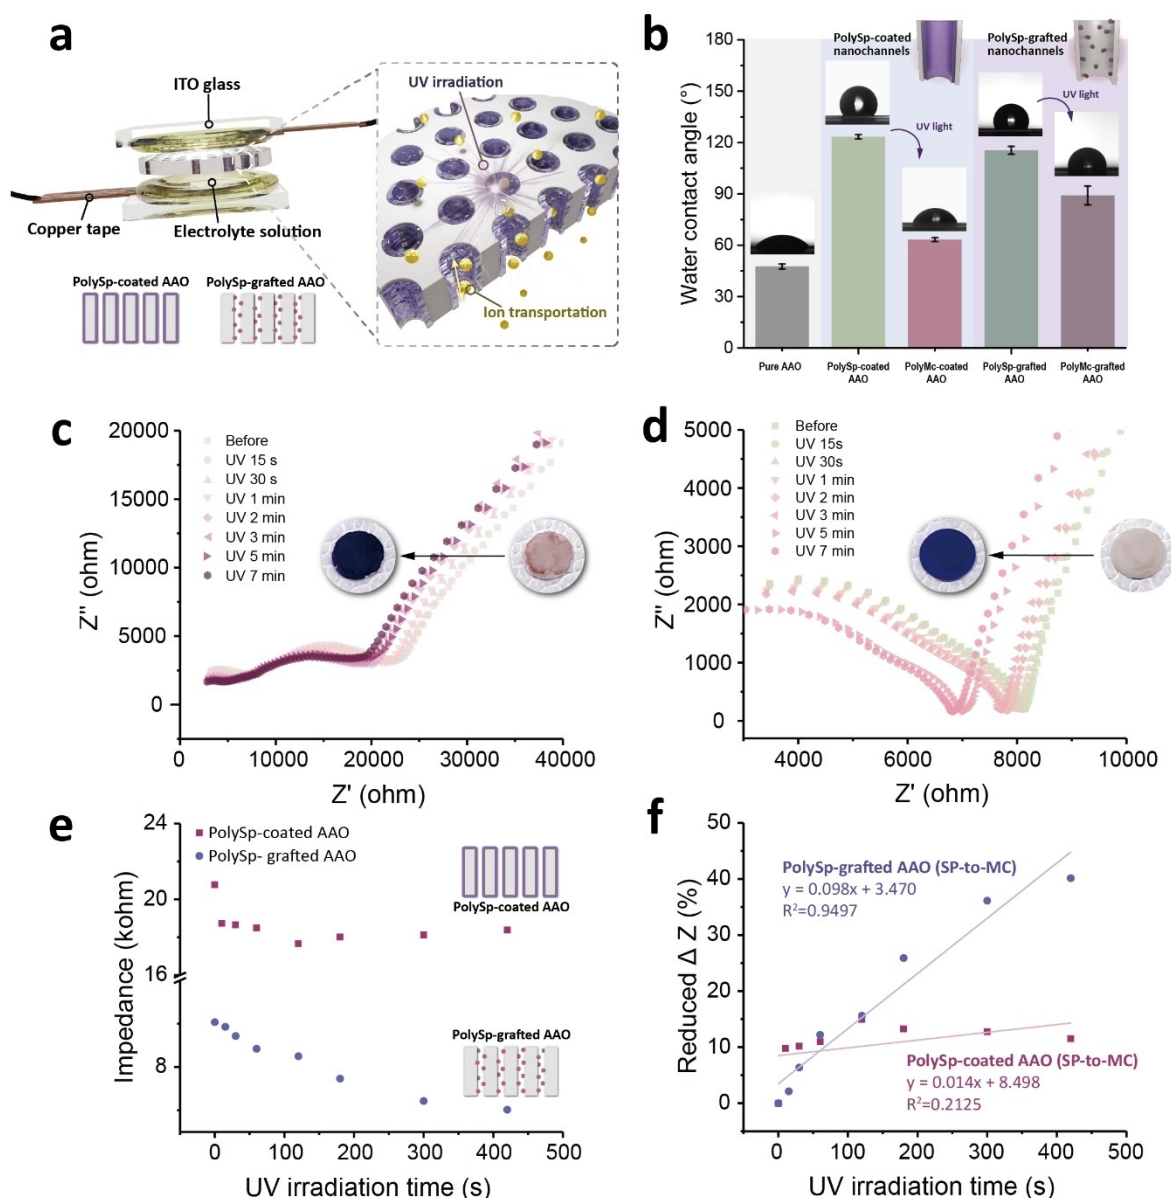 a
ITO glass
UV irradiation
Copper tape
Electrolyte solution
PolySp-coated AAO
PolySp-grafted AAO
Ion transportation
b
PolySp-coated
nanochannels
PolySp-grafted
nanochannels
UV light
UV light
Water contact angle (°)
180
150
120
90
60
30
0
Pure AAO
PolySp-coated
AAO
PolyMc-coated
AAO
PolySp-grafted
AAO
PolyMc-grafted
AAO
c
Before
UV 15 s
UV 30 s
UV 1 min
UV 2 min
UV 3 min
UV 5 min
UV 7 min
Z'' (ohm)
20000
15000
10000
5000
0
0
10000
20000
30000
40000
Z' (ohm)
d
Before
UV 15s
UV 30s
UV 1 min
UV 2 min
UV 3 min
UV 5 min
UV 7 min
Z'' (ohm)
5000
4000
3000
2000
1000
0
4000
6000
8000
10000
Z' (ohm)
e
PolySp-coated AAO
PolySp- grafted AAO
PolySp-coated AAO
PolySp-grafted AAO
Impedance (kohm)
24
20
16
8
0
100
200
300
400
500
UV irradiation time (s)
f
PolySp-grafted AAO (SP-to-MC)
y = 0.098x + 3.470
R²=0.9497
PolySp-coated AAO (SP-to-MC)
y = 0.014x + 8.498
R²=0.2125
Reduced Δ Z (%)
50
40
30
20
10
0
0
100
200
300
400
500
UV irradiation time (s)